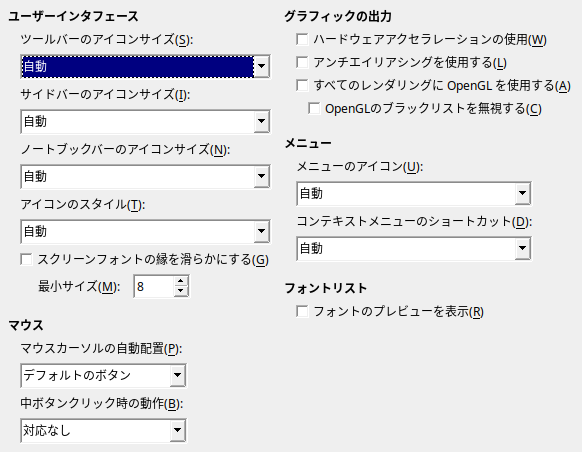 ユーザーインタフェース
ツールバーのアイコンサイズ(S):
自動
サイドバーのアイコンサイズ(I):
自動
ノートブックバーのアイコンサイズ(N):
自動
アイコンのスタイル(T):
自動
スクリーンフォントの縁を滑らかにする(G)
最小サイズ(M): 8
マウス
マウスカーソルの自動配置(P):
デフォルトのボタン
中ボタンクリック時の動作(B):
対応なし
グラフィックの出力
ハードウェアアクセラレーションの使用(W)
アンチエイリアシングを使用する(L)
すべてのレンダリングに OpenGL を使用する(A)
OpenGLのブラックリストを無視する(C)
メニュー
メニューのアイコン(U):
自動
コンテキストメニューのショートカット(D):
自動
フォントリスト
フォントのプレビューを表示(R)